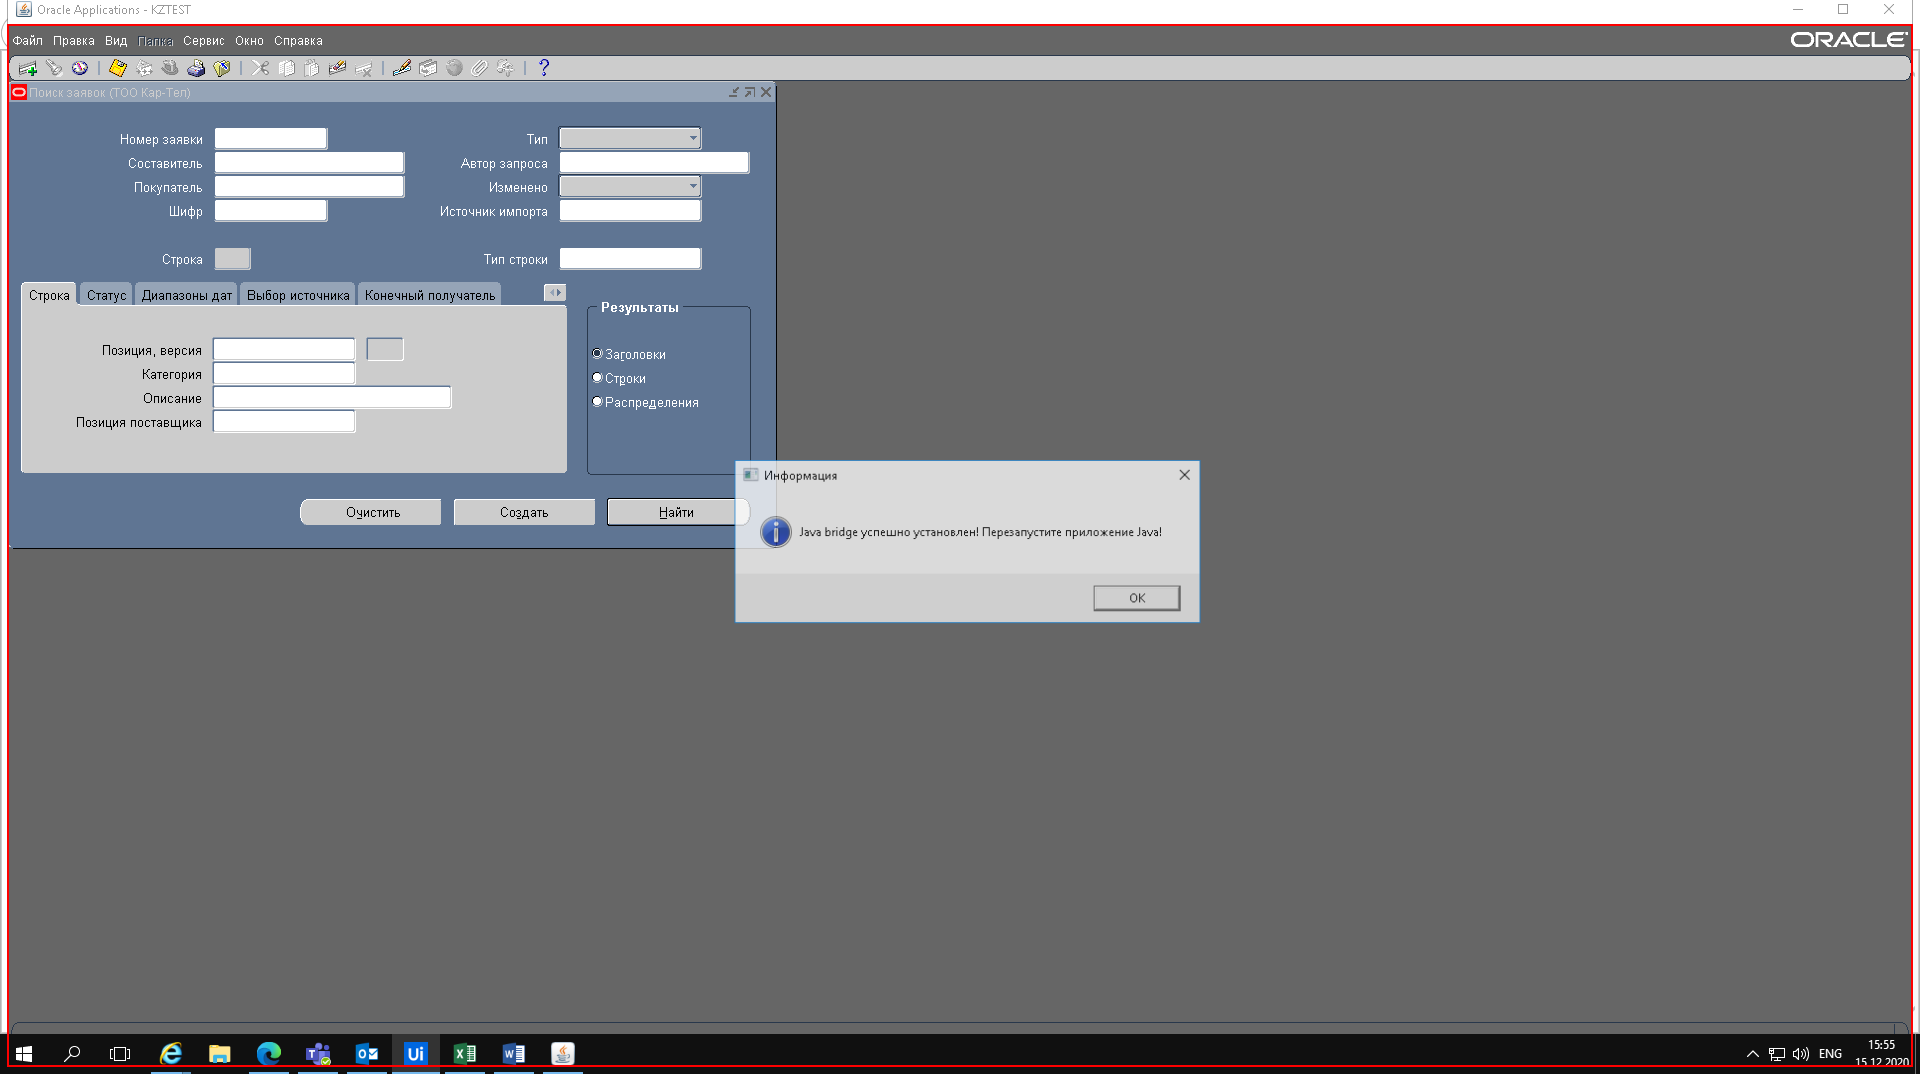 Oracle Applications - KZTEST
Файл Правка Вид Папка Сервис Окно Справка
ORACLE
Поиск заявок (ТОО Кар-Тел)
Номер заявки
Тип
Составитель
Автор запроса
Покупатель
Изменено
Шифр
Источник импорта
Строка
Тип строки
Строка Статус Диапазоны дат Выбор источника Конечный получатель
Результаты
Позиция, версия
Заголовки
Категория
Строки
Описание
Распределения
Позиция поставщика
Очистить Создать Найти
Информация
Java bridge успешно установлен! Перезапустите приложение Java!
OK
Ui
ENG
15:55
15.12.2020